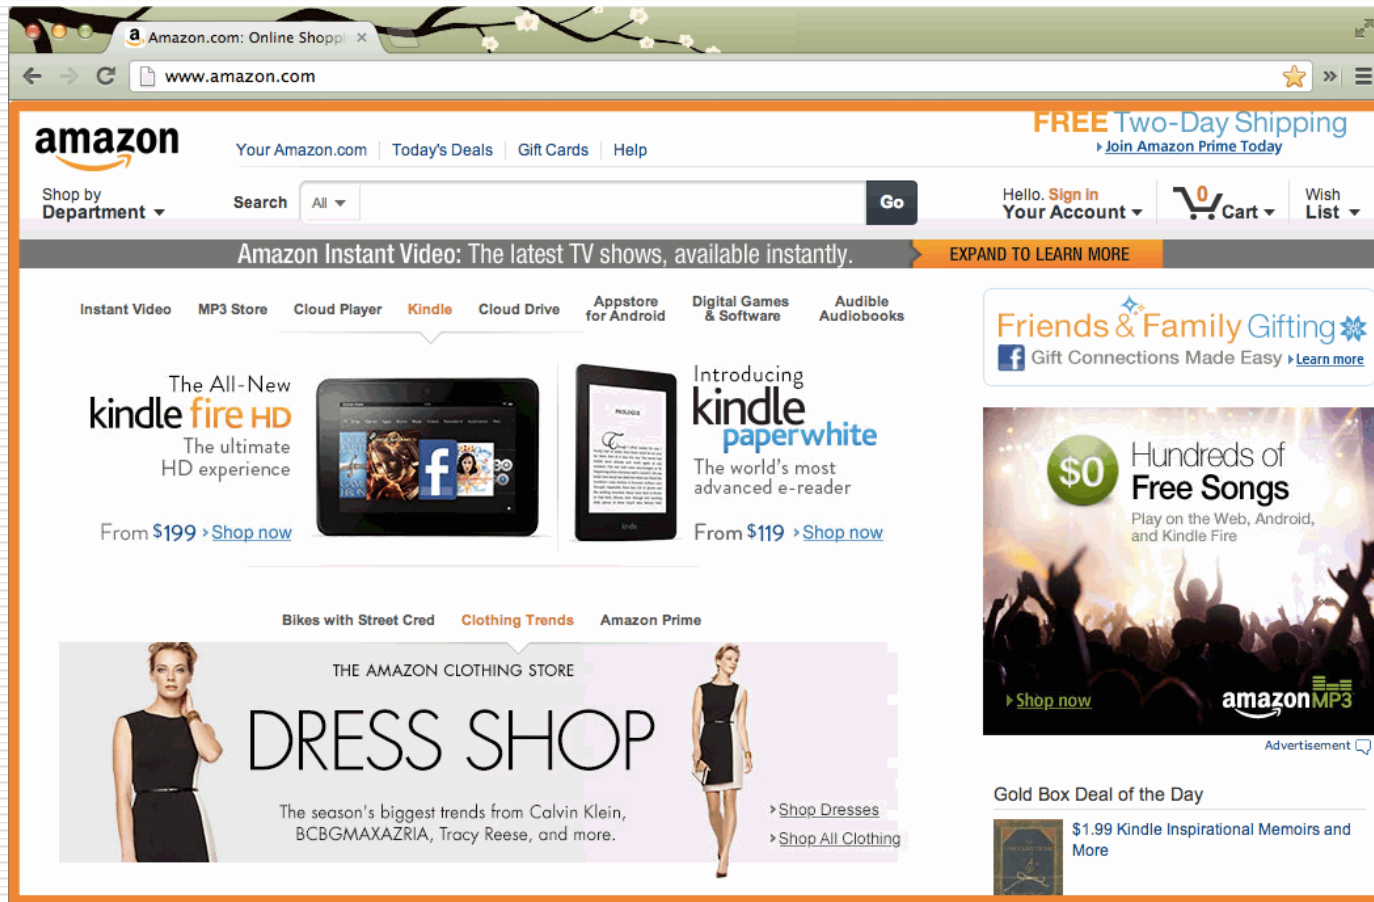 Amazon.com: Online Shoppi
www.amazon.com
amazon
Your Amazon.com
Today's Deals
Gift Cards
Help
FREE Two-Day Shipping
Join Amazon Prime Today
Shop by
Department
Search
All
Go
Hello. Sign in
Your Account
0
Cart
Wish
List
Amazon Instant Video: The latest TV shows, available instantly.
EXPAND TO LEARN MORE
Instant Video
MP3 Store
Cloud Player
Kindle
Cloud Drive
Appstore
for Android
Digital Games
& Software
Audible
Audiobooks
The All-New
kindle fire HD
The ultimate
HD experience
From $199 › Shop now
PROLOGUE
kindle
Introducing
kindle
paperwhite
The world's most
advanced e-reader
From $119 › Shop now
Friends & Family Gifting
Gift Connections Made Easy
Learn more
$0
Hundreds of
Free Songs
Play on the Web, Android,
and Kindle Fire
Shop now
amazonMP3
Advertisement
Bikes with Street Cred
Clothing Trends
Amazon Prime
THE AMAZON CLOTHING STORE
DRESS SHOP
The season's biggest trends from Calvin Klein,
BCBGMAXAZRIA, Tracy Reese, and more.
› Shop Dresses
› Shop All Clothing
Gold Box Deal of the Day
$1.99 Kindle Inspirational Memoirs and
More